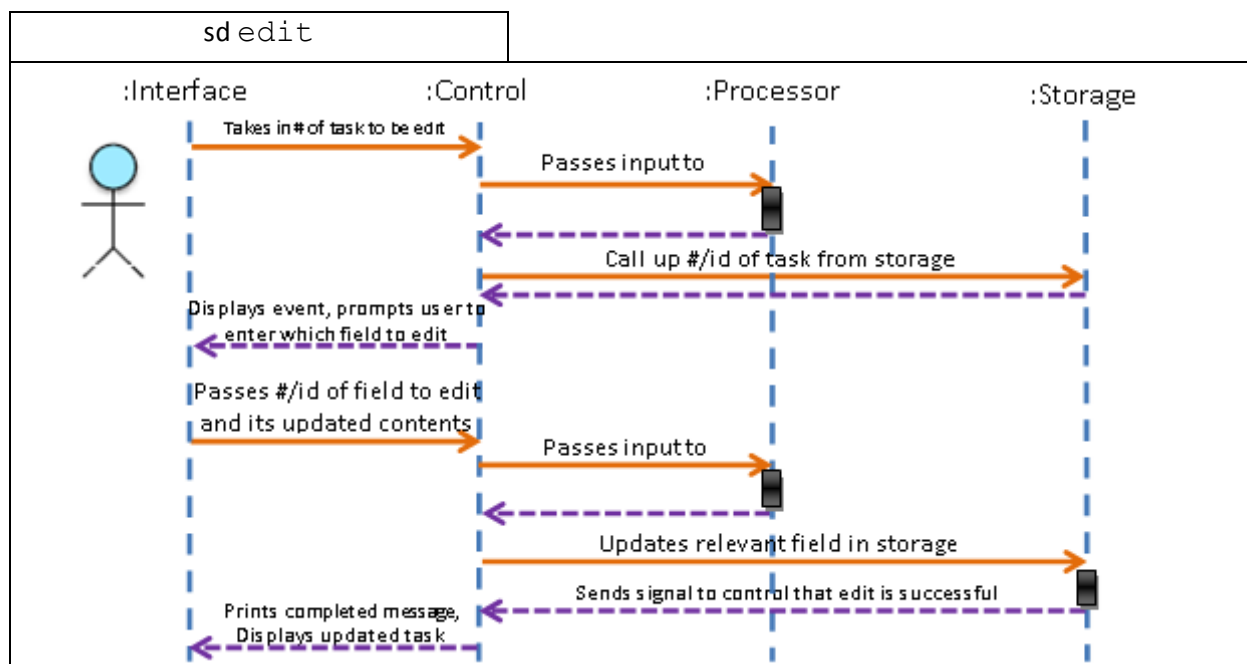 sd edit
:Interface
:Control
:Processor
:Storage
Takes in # of task to be edit
Passes input to
Call up #/id of task from storage
Displays event, prompts user to
enter which field to edit
Passes #/id of field to edit
and its updated contents
Passes input to
Updates relevant field in storage
Sends signal to control that edit is successful
Prints completed message,
Displays updated task